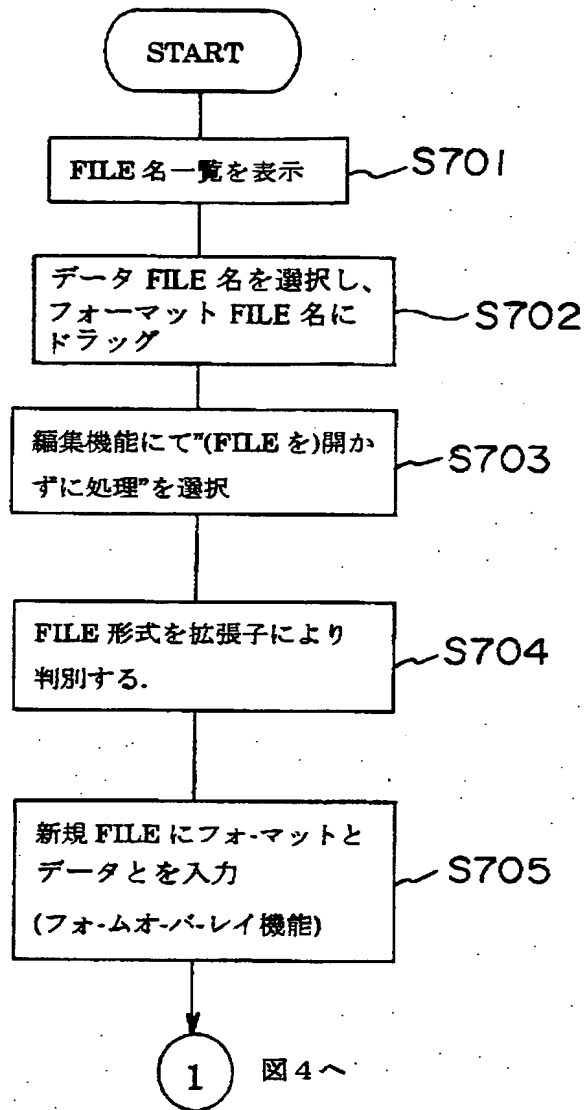 START
FILE 名一覧を表示
S701
データ FILE 名を選択し、
フォーマット FILE 名に
ドラッグ
S702
編集機能にて"(FILE を)開か
ずに処理"を選択
S703
FILE 形式を拡張子により
判別する.
S704
新規 FILE にフォ-マットと
データとを入力
(フォ-ムオ-バ-レイ機能)
S705
1
図4へ